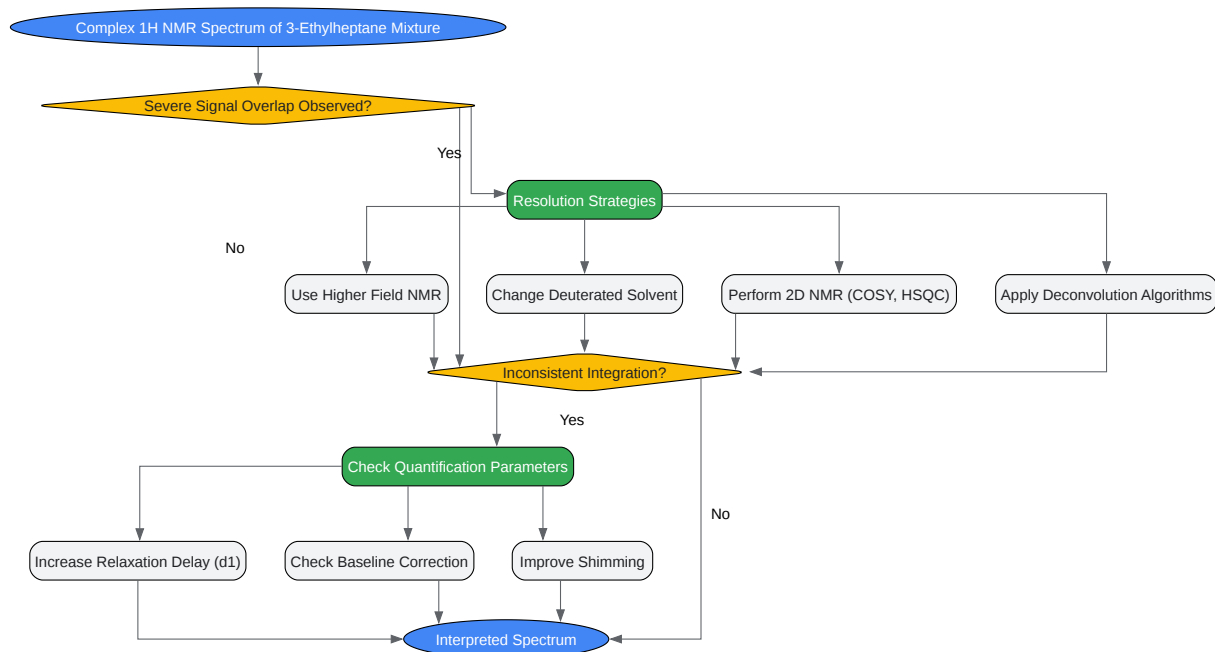 Complex 1H NMR Spectrum of 3-Ethylheptane Mixture
Severe Signal Overlap Observed?
Yes
Resolution Strategies
No
Use Higher Field NMR
Change Deuterated Solvent
Perform 2D NMR (COSY, HSQC)
Apply Deconvolution Algorithms
Inconsistent Integration?
Yes
Check Quantification Parameters
No
Increase Relaxation Delay (d1)
Check Baseline Correction
Improve Shimming
Interpreted Spectrum